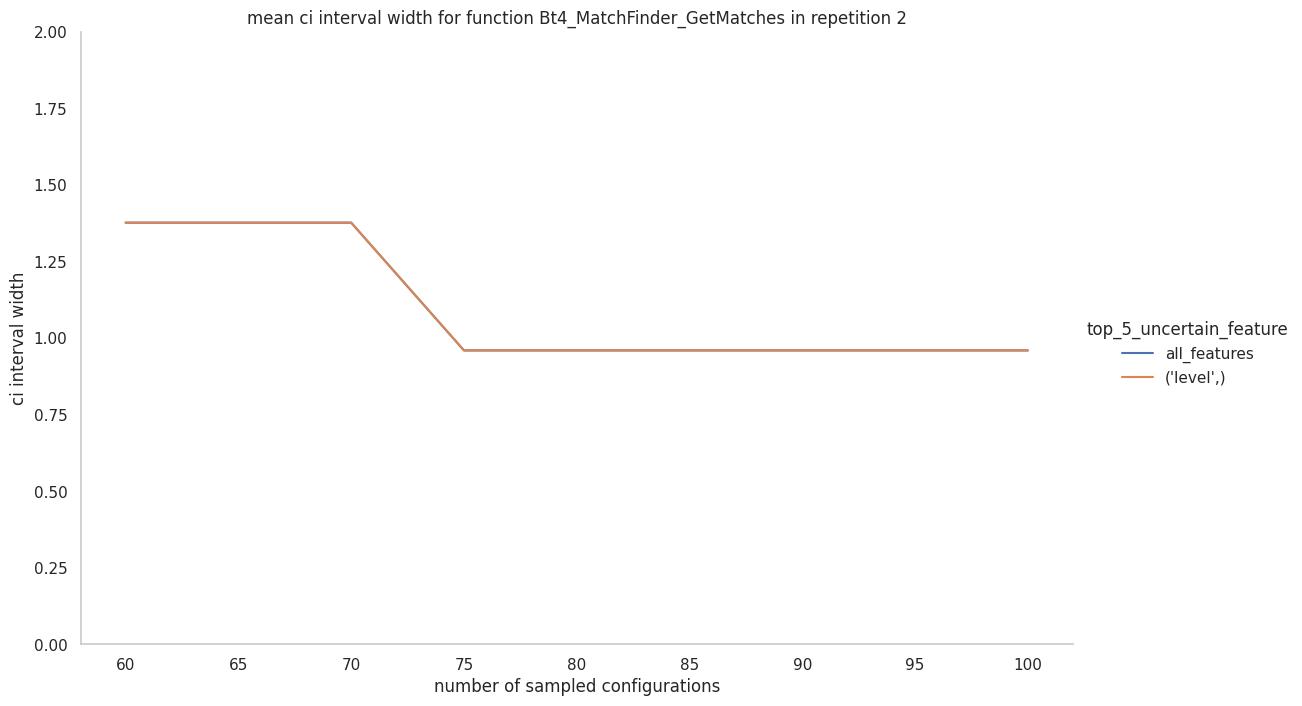 mean ci interval width for function Bt4_MatchFinder_GetMatches in repetition 2
2.00
1.75
1.50
1.25
1.00
0.75
0.50
0.25
0.00
ci interval width
60 65 70 75 80 85 90 95 100
number of sampled configurations
top_5_uncertain_feature
all_features
('level',)